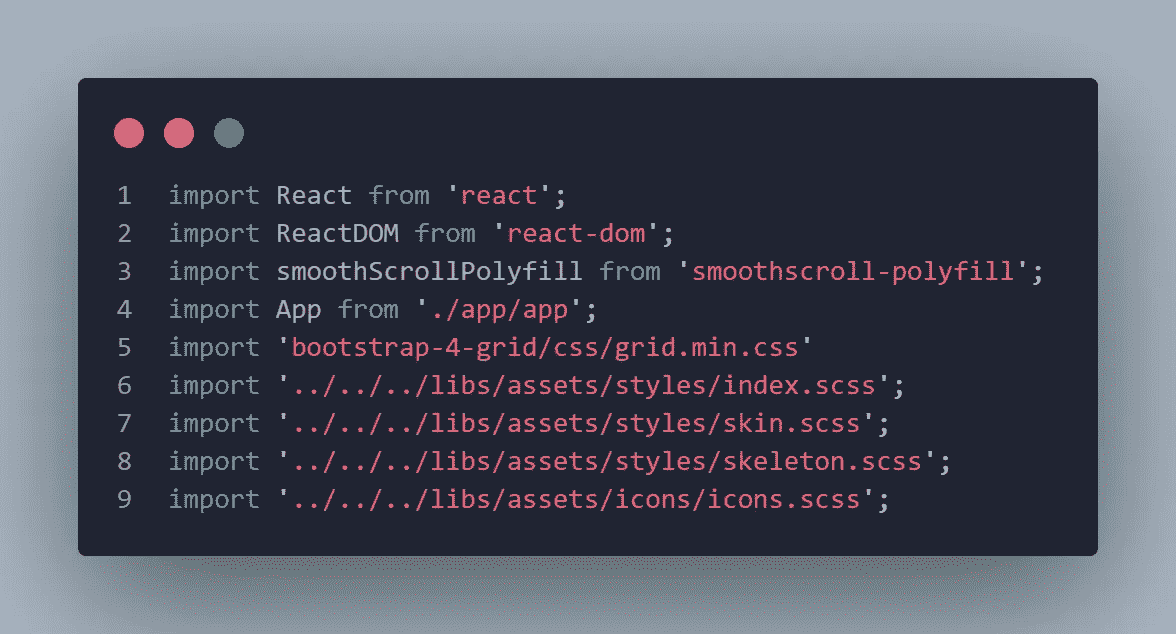 1 import React from 'react';
2 import ReactDOM from 'react-dom';
3 import smoothScrollPolyfill from 'smoothscroll-polyfill';
4 import App from './app/app';
5 import 'bootstrap-4-grid/css/grid.min.css'
6 import '../../../libs/assets/styles/index.scss';
7 import '../../../libs/assets/styles/skin.scss';
8 import '../../../libs/assets/styles/skeleton.scss';
9 import '../../../libs/assets/icons/icons.scss';